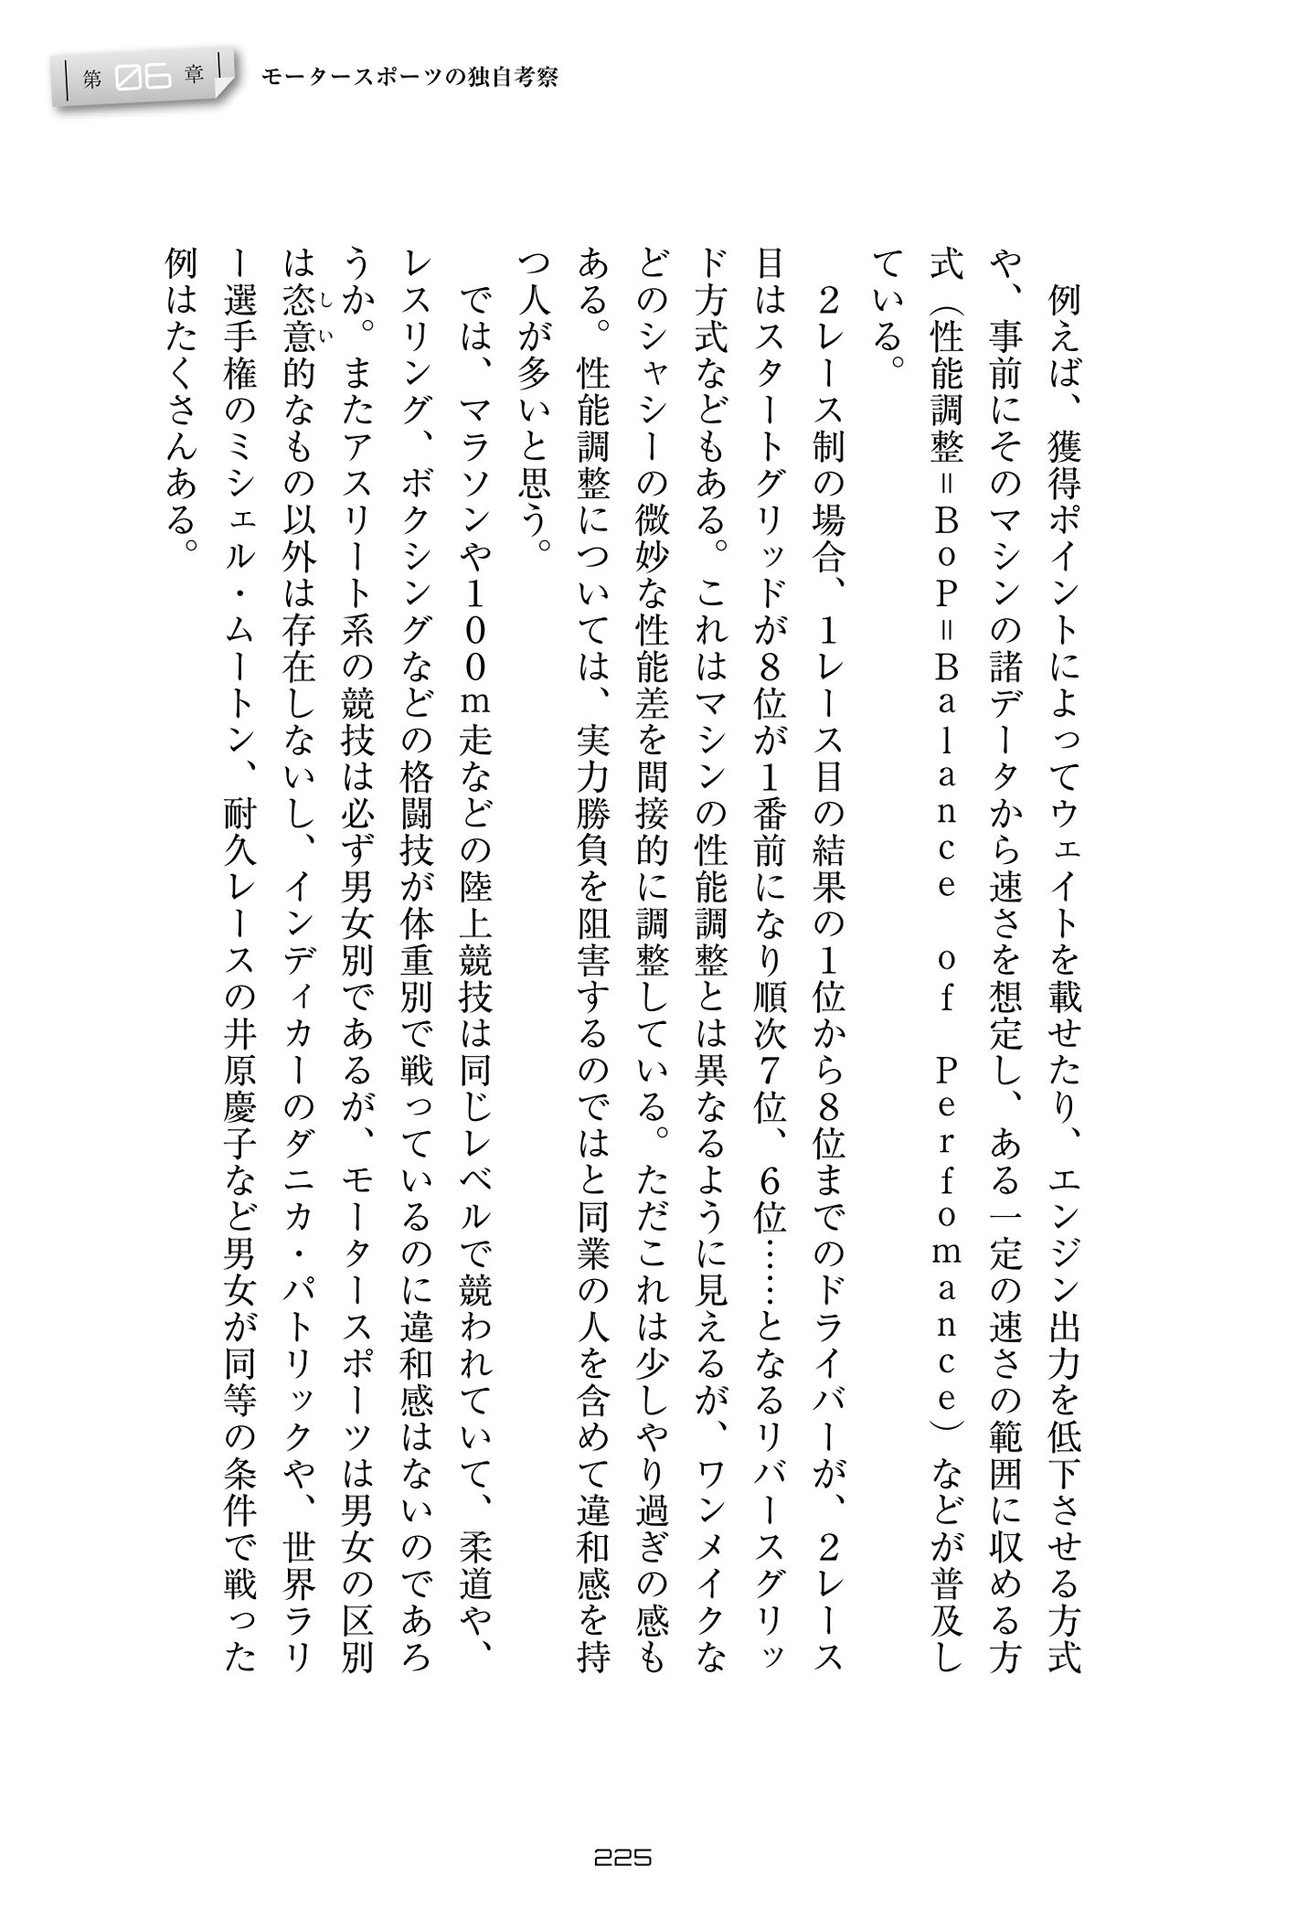 第06章 モータースポーツの独自考察
例えば、獲得ポイントによってウェイトを載せたり、エンジン出力を低下させる方式
や、事前にそのマシンの諸データから速さを想定し、ある一定の速さの範囲に収める方
式（性能調整＝ＢｏＰ＝Ｂａｌａｎｃｅ　ｏｆ　Ｐｅｒｆｏｍａｎｃｅ）などが普及し
ている。
２レース制の場合、１レース目の結果の１位から８位までのドライバーが、２レース
目はスタートグリッドが８位が１番前になり順次７位、６位……となるリバースグリッ
ド方式などもある。これはマシンの性能調整とは異なるように見えるが、ワンメイクな
どのシャシーの微妙な性能差を間接的に調整している。ただこれは少しやり過ぎの感も
ある。性能調整については、実力勝負を阻害するのではと同業の人を含めて違和感を持
つ人が多いと思う。
では、マラソンや１００ｍ走などの陸上競技は同じレベルで競われていて、柔道や、
レスリング、ボクシングなどの格闘技が体重別で戦っているのに違和感はないのであろ
うか。またアスリート系の競技は必ず男女別であるが、モータースポーツは男女の区別
は恣意的なもの以外は存在しないし、インディカーのダニカ・パトリックや、世界ラリ
しい
ー選手権のミシェル・ムートン、耐久レースの井原慶子など男女が同等の条件で戦った
例はたくさんある。
225